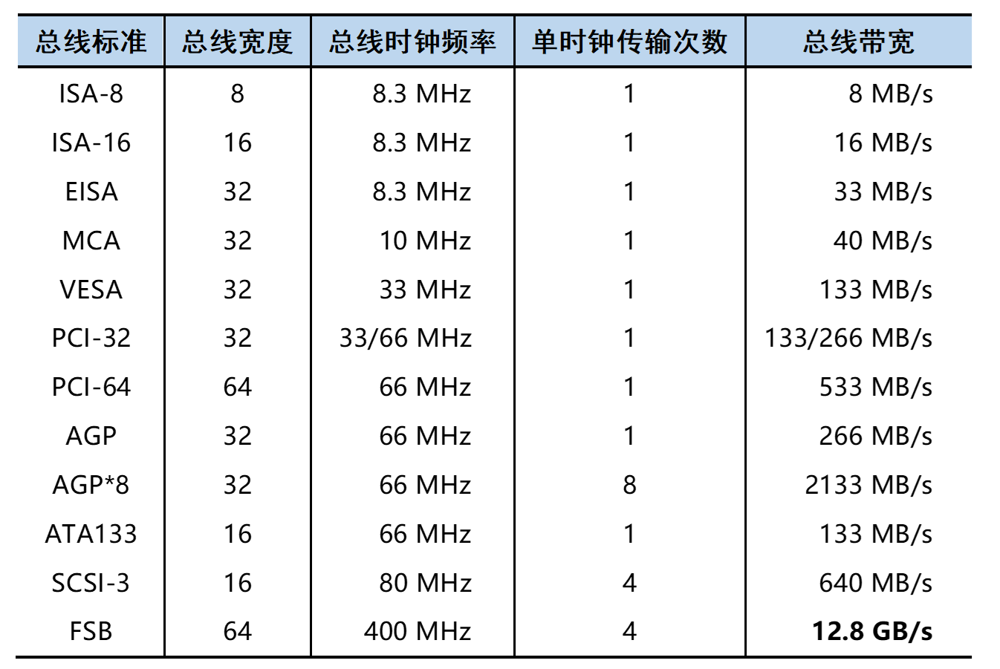 总线标准 总线宽度 总线时钟频率 单时钟传输次数 总线带宽
ISA-8 8 8.3 MHz 1 8 MB/s
ISA-16 16 8.3 MHz 1 16 MB/s
EISA 32 8.3 MHz 1 33 MB/s
MCA 32 10 MHz 1 40 MB/s
VESA 32 33 MHz 1 133 MB/s
PCI-32 32 33/66 MHz 1 133/266 MB/s
PCI-64 64 66 MHz 1 533 MB/s
AGP 32 66 MHz 1 266 MB/s
AGP*8 32 66 MHz 8 2133 MB/s
ATA133 16 66 MHz 1 133 MB/s
SCSI-3 16 80 MHz 4 640 MB/s
FSB 64 400 MHz 4 12.8 GB/s